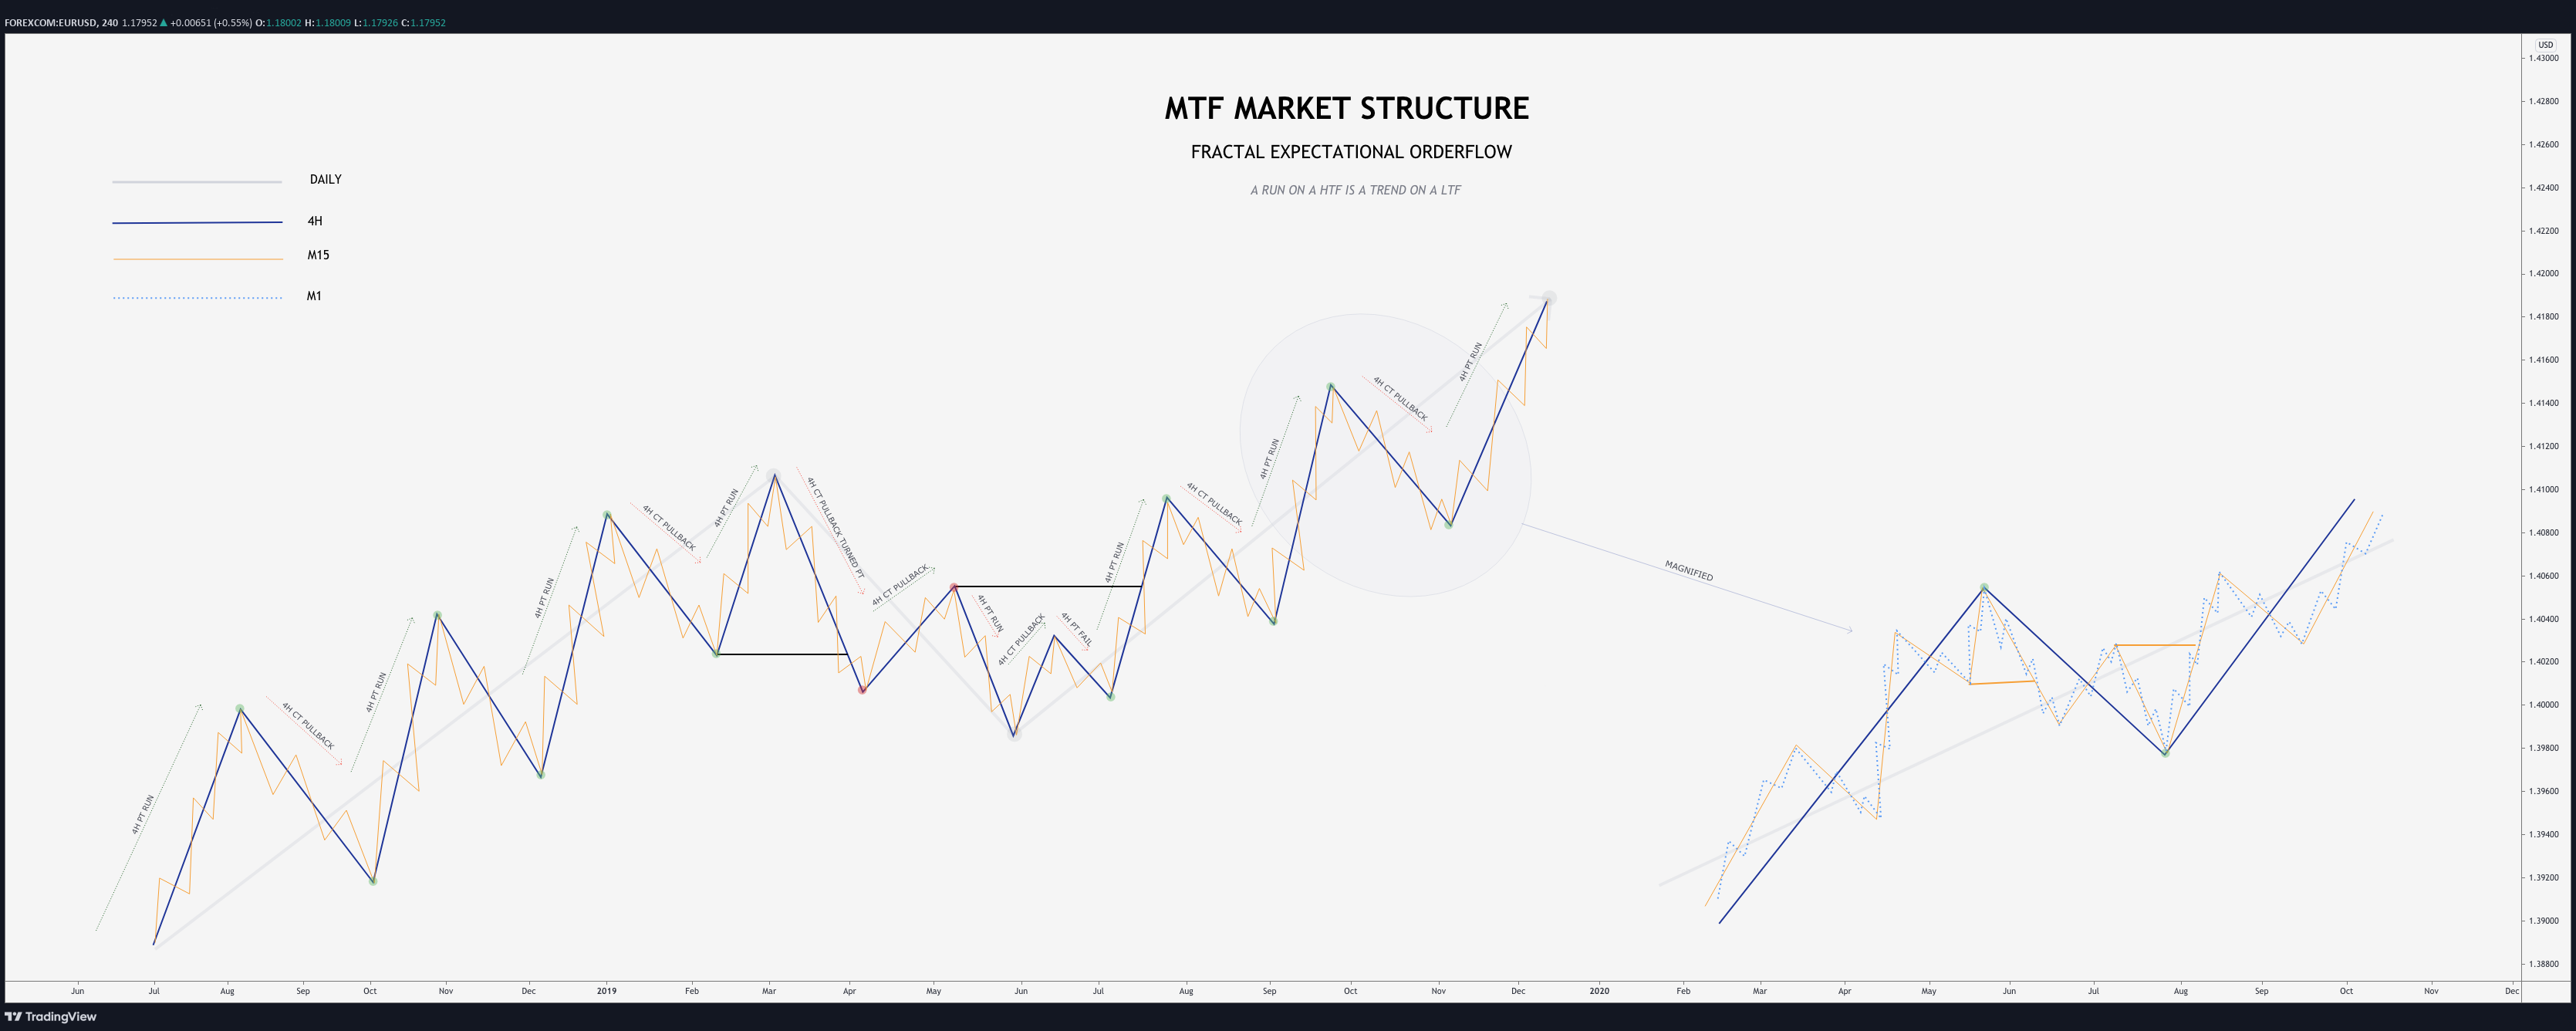 FOREXCOM:EURUSD, 240 1.17952 ▲ +0.00651 (+0.55%) O:1.18002 H:1.18009 L:1.17926 C:1.17952
USD
MTF MARKET STRUCTURE
FRACTAL EXPECTATIONAL ORDERFLOW
A RUN ON A HTF IS A TREND ON A LTF
DAILY
4H
M15
M1
4H PT RUN
4H CT PULLBACK
4H PT RUN
4H PT RUN
4H CT PULLBACK
4H PT RUN
4H CT PULLBACK TURNED PT
4H CT PULLBACK
4H PT RUN
4H CT PULLBACK
4H PT FAIL
4H PT RUN
4H CT PULLBACK
4H PT RUN
4H CT PULLBACK
4H PT RUN
MAGNIFIED
1.43000
1.42800
1.42600
1.42400
1.42200
1.42000
1.41800
1.41600
1.41400
1.41200
1.41000
1.40800
1.40600
1.40400
1.40200
1.40000
1.39800
1.39600
1.39400
1.39200
1.39000
1.38800
Jun Jul Aug Sep Oct Nov Dec 2019 Feb Mar Apr May Jun Jul Aug Sep Oct Nov Dec 2020 Feb Mar Apr May Jun Jul Aug Sep Oct Nov Dec
TradingView